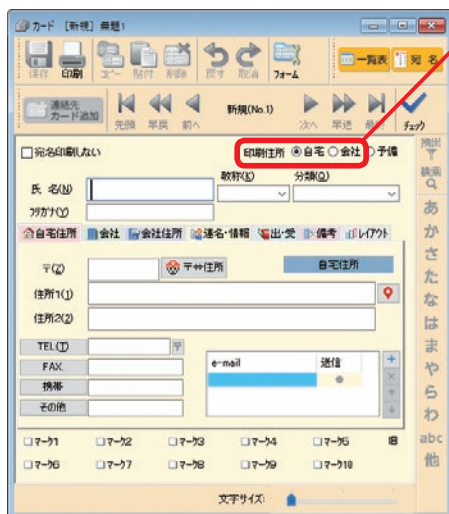 カード [新規] 無題1
保存 印刷 コピー 貼付 削除 戻す 取消 フォーム 一覧表 宛 名
連絡先
カード追加
先頭 早戻 前へ 新規(No.1) 次へ 早送 最終 チェック
宛名印刷しない 印刷住所 自宅 会社 予備
抽出
検索
敬称(K) 分類(Q)
氏 名(N)
フリガナ(Y)
自宅住所 会社 会社住所 連名・情報 出・受 備考 レイアウト
〒(Z) 〒⇔住所 自宅住所
住所1(1)
住所2(2)
TEL(T) 〒
FAX e-mail 送信
携帯
その他
マーク1 マーク2 マーク3 マーク4 マーク5 旧
マーク6 マーク7 マーク8 マーク9 マーク10
文字サイズ:
あ
か
さ
た
な
は
ま
や
ら
わ
abc
他